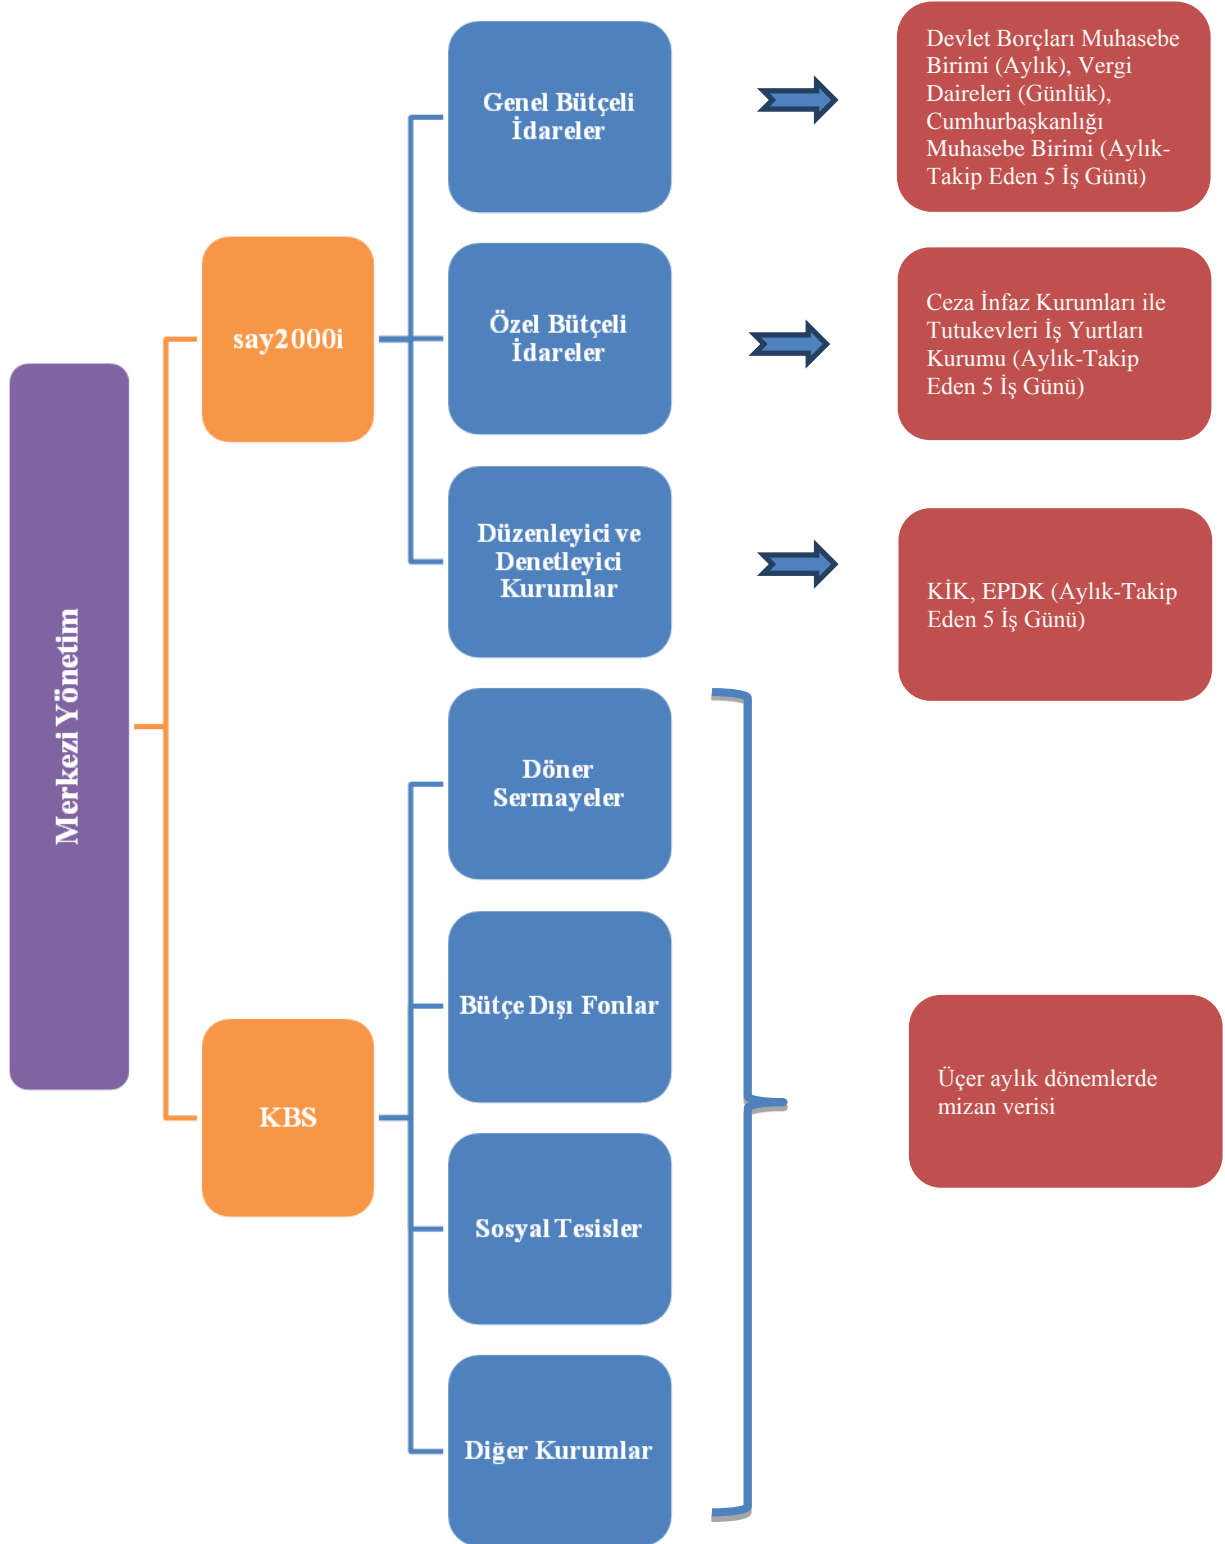 Merkezi Yönetim
say2000i
Genel Bütçeli
İdareler
Devlet Borçları Muhasebe
Birimi (Aylık), Vergi
Daireleri (Günlük),
Cumhurbaşkanlığı
Muhasebe Birimi (Aylık-
Takip Eden 5 İş Günü)
Özel Bütçeli
İdareler
Ceza İnfaz Kurumları ile
Tutukevleri İş Yurtları
Kurumu (Aylık-Takip
Eden 5 İş Günü)
Düzenleyici ve
Denetleyici
Kurumlar
KİK, EPDK (Aylık-Takip
Eden 5 İş Günü)
KBS
Döner
Sermayeler
Bütçe Dışı Fonlar
Sosyal Tesisler
Diğer Kurumlar
Üçer aylık dönemlerde
mizan verisi